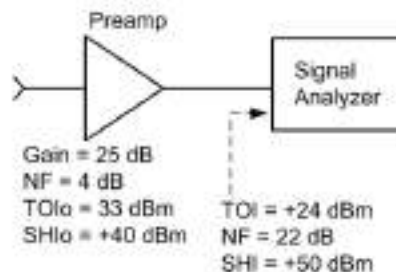 Preamp
Signal
Analyzer
Gain = 25 dB
NF = 4 dB
TOIo = 33 dBm
SHIo = +40 dBm
TOI = +24 dBm
NF = 22 dB
SHI = +50 dBm